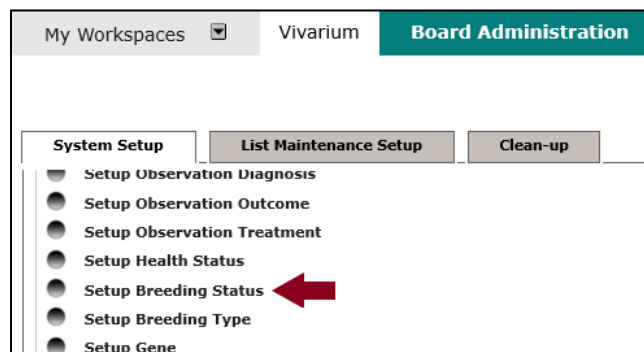 My Workspaces Vivarium Board Administration
System Setup List Maintenance Setup Clean-up
Setup Observation Diagnosis
Setup Observation Outcome
Setup Observation Treatment
Setup Health Status
Setup Breeding Status
Setup Breeding Type
Setup Gene